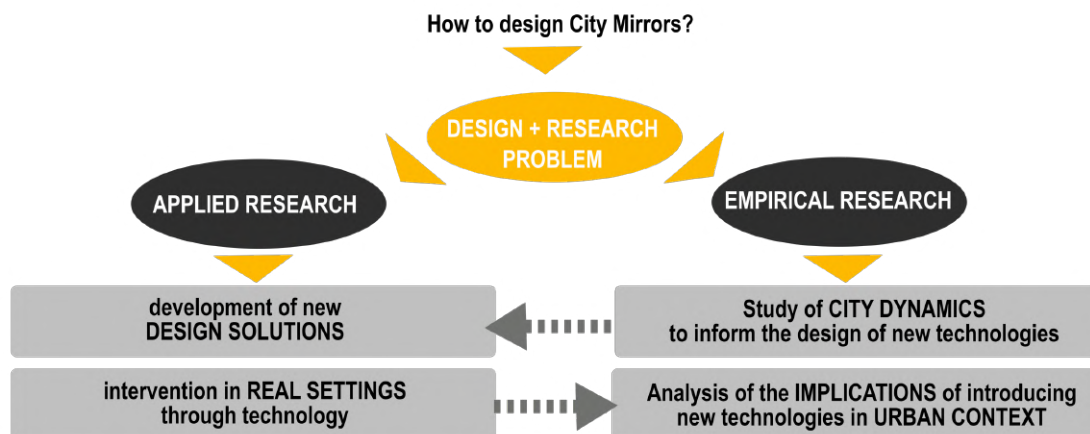 How to design City Mirrors?
DESIGN + RESEARCH
PROBLEM
APPLIED RESEARCH
EMPIRICAL RESEARCH
development of new
DESIGN SOLUTIONS
Study of CITY DYNAMICS
to inform the design of new technologies
intervention in REAL SETTINGS
through technology
Analysis of the IMPLICATIONS of introducing
new technologies in URBAN CONTEXT